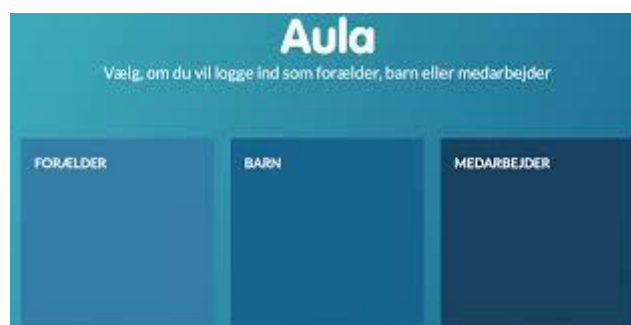 Aula
Vælg, om du vil logge ind som forælder, barn eller medarbejder
FORÆLDER
BARN
MEDARBEJDER